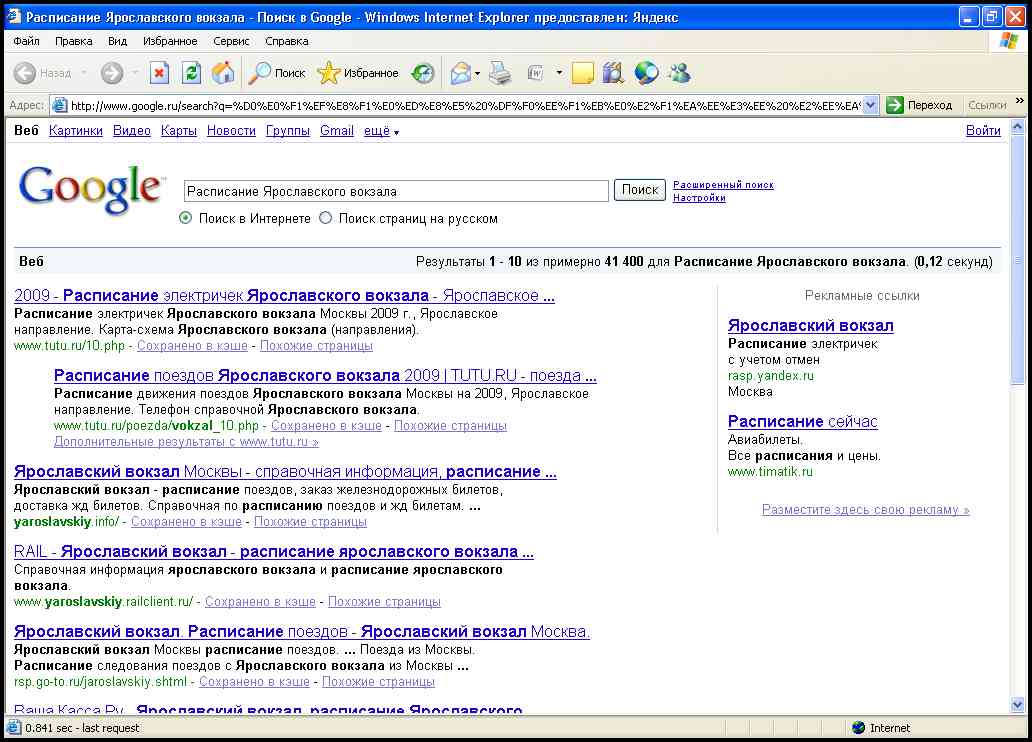 Расписание Ярославского вокзала - Поиск в Google - Windows Internet Explorer предоставлен: Яндекс
Файл Правка Вид Избранное Сервис Справка
Назад Поиск Избранное
Адрес: http://www.google.ru/search?q=%D0%E0%F1%EF%E8%F1%E0%ED%E8%E5%20%DF%F0%EE%F1%EB%E0%E2%F1%EA%EE%E3%EE%20%E2%EE%EA% Переход Ссылки »
Веб Картинки Видео Карты Новости Группы Gmail ещё Войти
Google™
Расписание Ярославского вокзала Поиск Расширенный поиск
Настройки
Поиск в Интернете Поиск страниц на русском
Веб Результаты 1 - 10 из примерно 41 400 для Расписание Ярославского вокзала. (0,12 секунд)
2009 - Расписание электричек Ярославского вокзала - Ярославское ...
Расписание электричек Ярославского вокзала Москвы 2009 г., Ярославское
направление. Карта-схема Ярославского вокзала (направления).
www.tutu.ru/10.php - Сохранено в кэше - Похожие страницы
Расписание поездов Ярославского вокзала 2009 | TUTU.RU - поезда ...
Расписание движения поездов Ярославского вокзала Москвы на 2009, Ярославское
направление. Телефон справочной Ярославского вокзала.
www.tutu.ru/poezda/vokzal_10.php - Сохранено в кэше - Похожие страницы
Дополнительные результаты с www.tutu.ru »
Ярославский вокзал Москвы - справочная информация, расписание ...
Ярославский вокзал - расписание поездов, заказ железнодорожных билетов,
доставка жд билетов. Справочная по расписанию поездов и жд билетам. ...
yaroslavskiy.info/ - Сохранено в кэше - Похожие страницы
RAIL - Ярославский вокзал - расписание ярославского вокзала ...
Справочная информация ярославского вокзала и расписание ярославского
вокзала.
www.yaroslavskiy.railclient.ru/ - Сохранено в кэше - Похожие страницы
Ярославский вокзал. Расписание поездов - Ярославский вокзал Москва.
Ярославский вокзал Москвы расписание поездов. ... Поезда из Москвы.
Расписание следования поездов с Ярославского вокзала из Москвы ...
rsp.go-to.ru/jaroslavskiy.shtml - Сохранено в кэше - Похожие страницы
Ваша Касса.Ру - Ярославский вокзал, расписание Ярославского
Рекламные ссылки
Ярославский вокзал
Расписание электричек
с учетом отмен
rasp.yandex.ru
Москва
Расписание сейчас
Авиабилеты.
Все расписания и цены.
www.timatik.ru
Разместите здесь свою рекламу »
0.841 sec - last request Internet